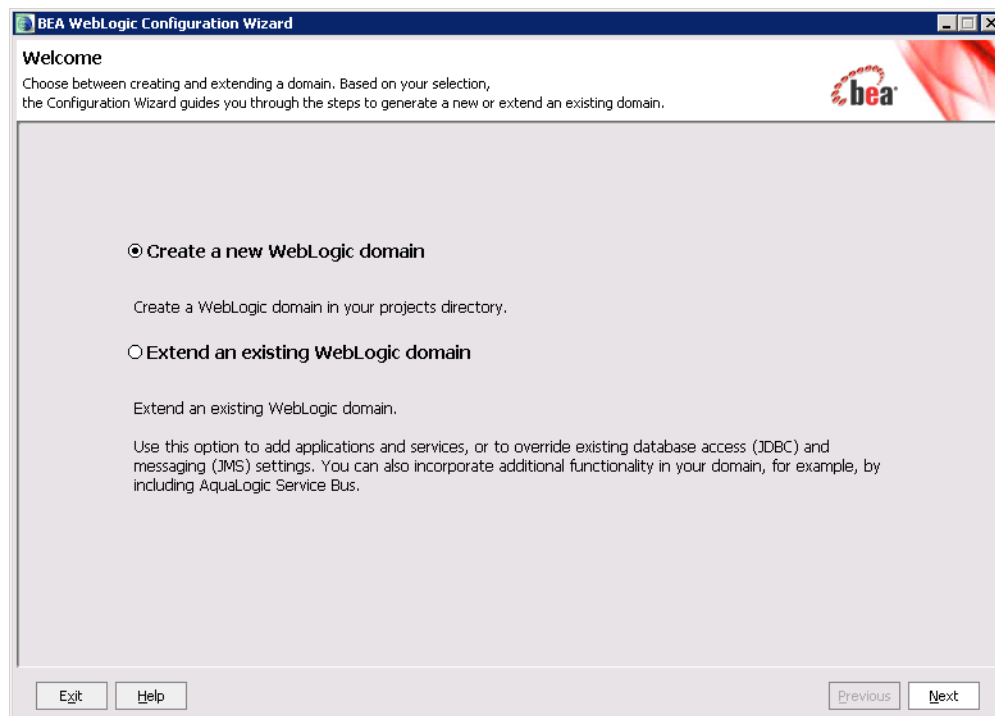 BEA WebLogic Configuration Wizard
Welcome
Choose between creating and extending a domain. Based on your selection,
the Configuration Wizard guides you through the steps to generate a new or extend an existing domain.
bea
Create a new WebLogic domain
Create a WebLogic domain in your projects directory.
Extend an existing WebLogic domain
Extend an existing WebLogic domain.
Use this option to add applications and services, or to override existing database access (JDBC) and
messaging (JMS) settings. You can also incorporate additional functionality in your domain, for example, by
including AquaLogic Service Bus.
Exit Help Previous Next